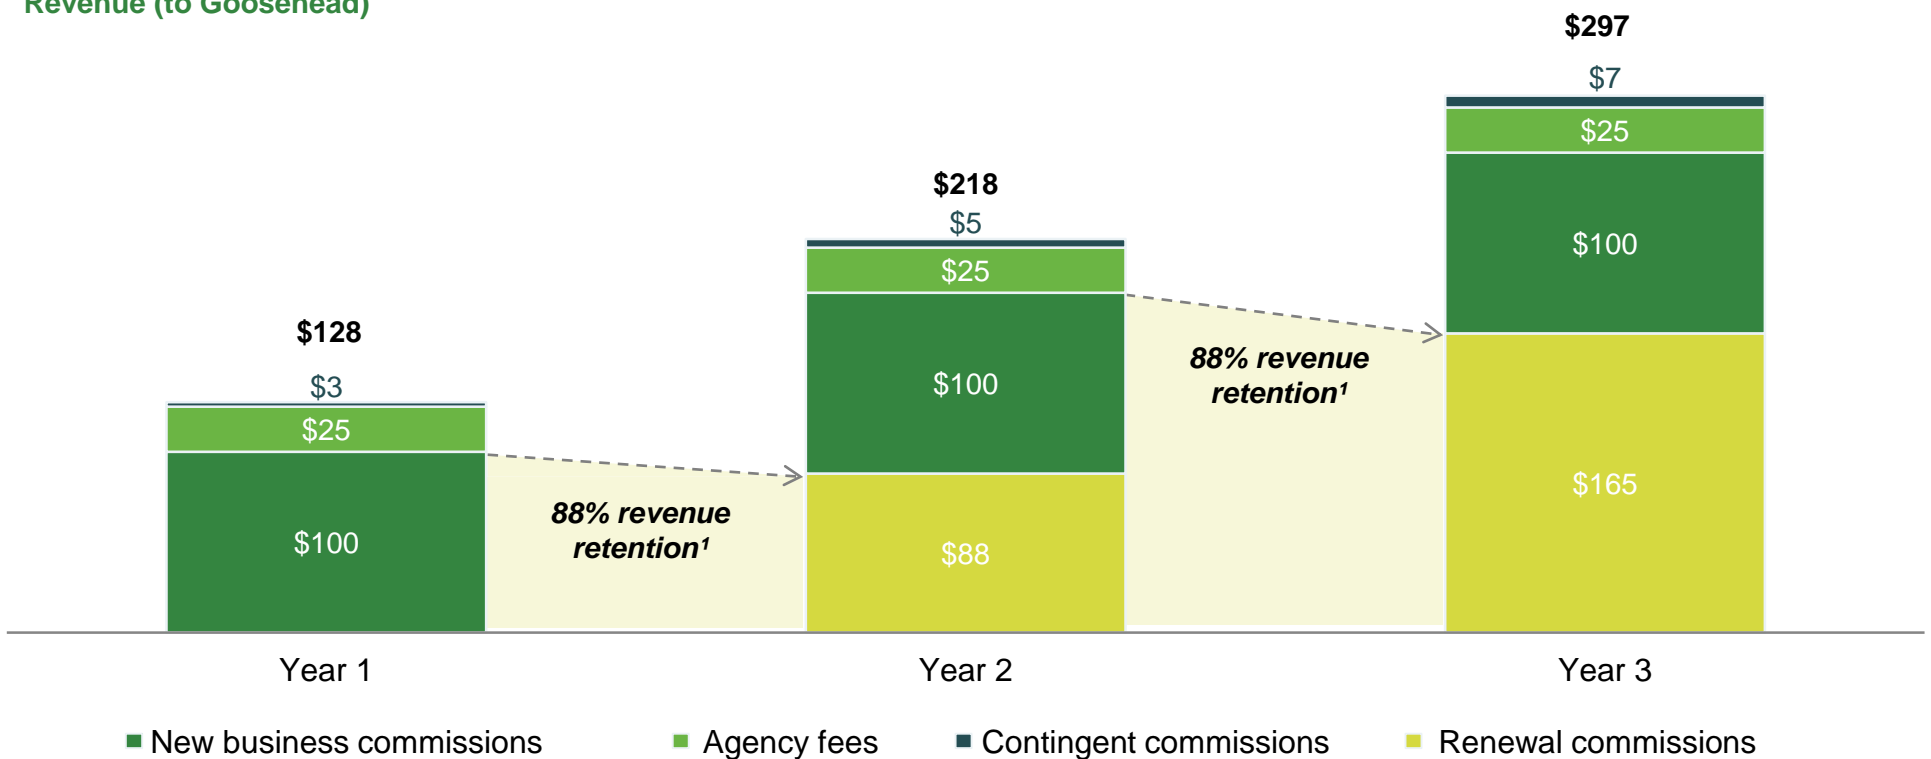 Revenue (to Goosehead)
$297
$7
$25
$100
$165
$218
$5
$25
$100
$88
$128
$3
$25
$100
88% revenue
retention¹
88% revenue
retention¹
Year 1
Year 2
Year 3
New business commissions
Agency fees
Contingent commissions
Renewal commissions